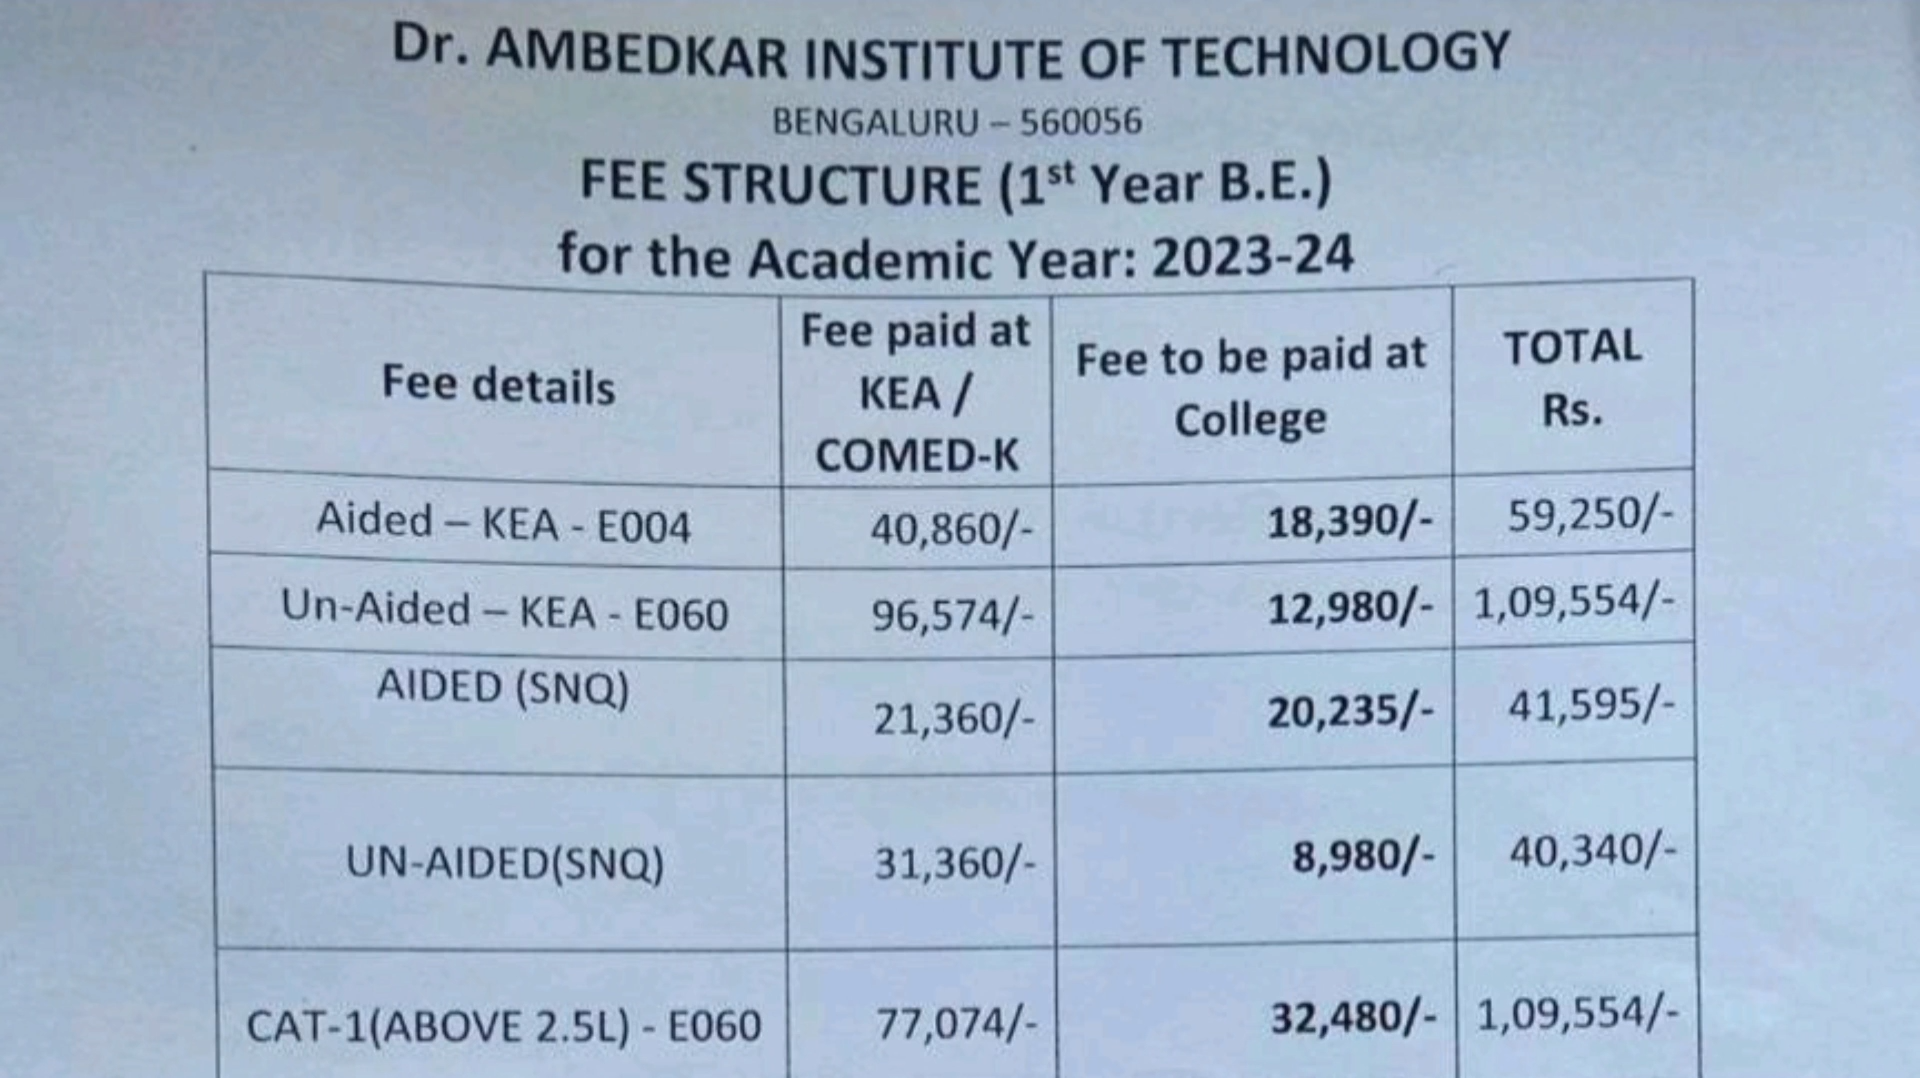 Dr. AMBEDKAR INSTITUTE OF TECHNOLOGY
BENGALURU – 560056
FEE STRUCTURE (1st Year B.E.)
for the Academic Year: 2023-24
Fee details
Fee paid at
KEA /
COMED-K
Fee to be paid at
College
TOTAL
Rs.
Aided – KEA - E004 40,860/- 18,390/- 59,250/-
Un-Aided – KEA - E060 96,574/- 12,980/- 1,09,554/-
AIDED (SNQ) 21,360/- 20,235/- 41,595/-
UN-AIDED(SNQ) 31,360/- 8,980/- 40,340/-
CAT-1(ABOVE 2.5L) - E060 77,074/- 32,480/- 1,09,554/-